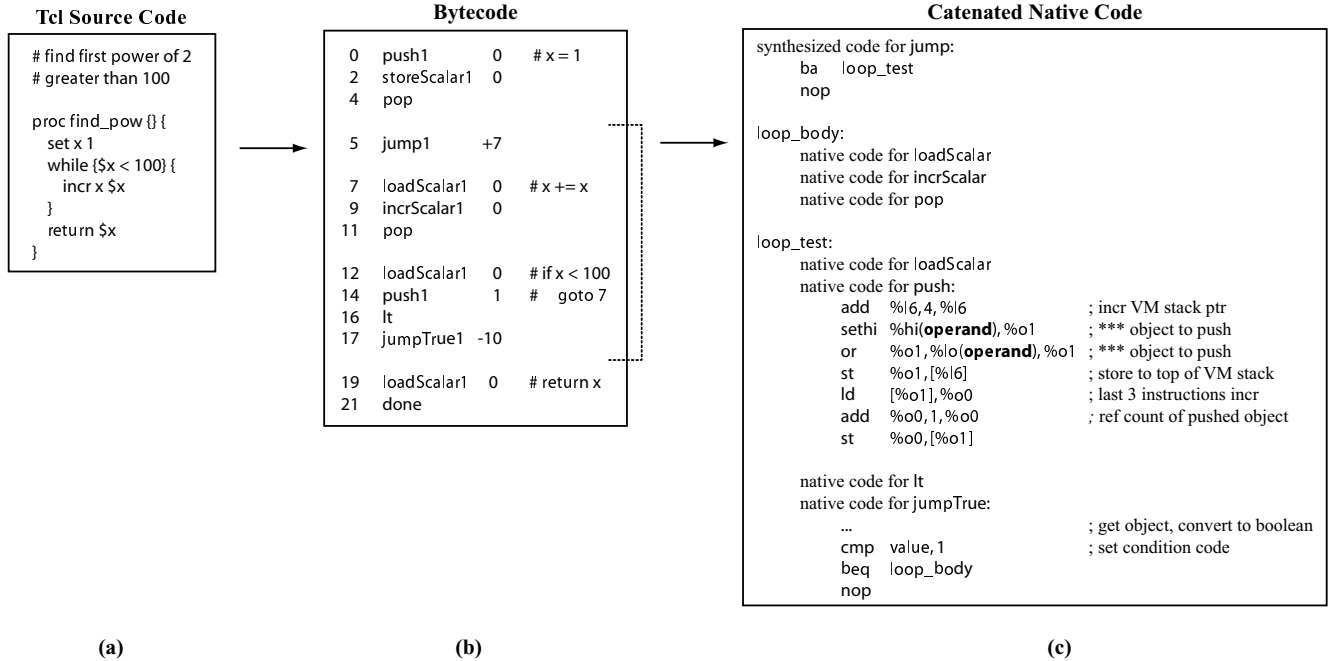 Tcl Source Code
# find first power of 2
# greater than 100
proc find_pow {} {
set x 1
while {$x < 100} {
incr x $x
}
return $x
}
(a)
Bytecode
0 push1 0 # x = 1
2 storeScalar1 0
4 pop
5 jump1 +7
7 loadScalar1 0 # x += x
9 incrScalar1 0
11 pop
12 loadScalar1 0 # if x < 100
14 push1 1 # goto 7
16 lt
17 jumpTrue1 -10
19 loadScalar1 0 # return x
21 done
(b)
Catenated Native Code
synthesized code for jump:
ba loop_test
nop
loop_body:
native code for loadScalar
native code for incrScalar
native code for pop
loop_test:
native code for loadScalar
native code for push:
add %l6, 4, %l6 ; incr VM stack ptr
sethi %hi(operand), %o1 ; *** object to push
or %o1, %lo(operand), %o1 ; *** object to push
st %o1, [%l6] ; store to top of VM stack
ld [%o1], %o0 ; last 3 instructions incr
add %o0, 1, %o0 ; ref count of pushed object
st %o0, [%o1]
native code for lt
native code for jumpTrue:
... ; get object, convert to boolean
cmp value, 1 ; set condition code
beq loop_body
nop
(c)